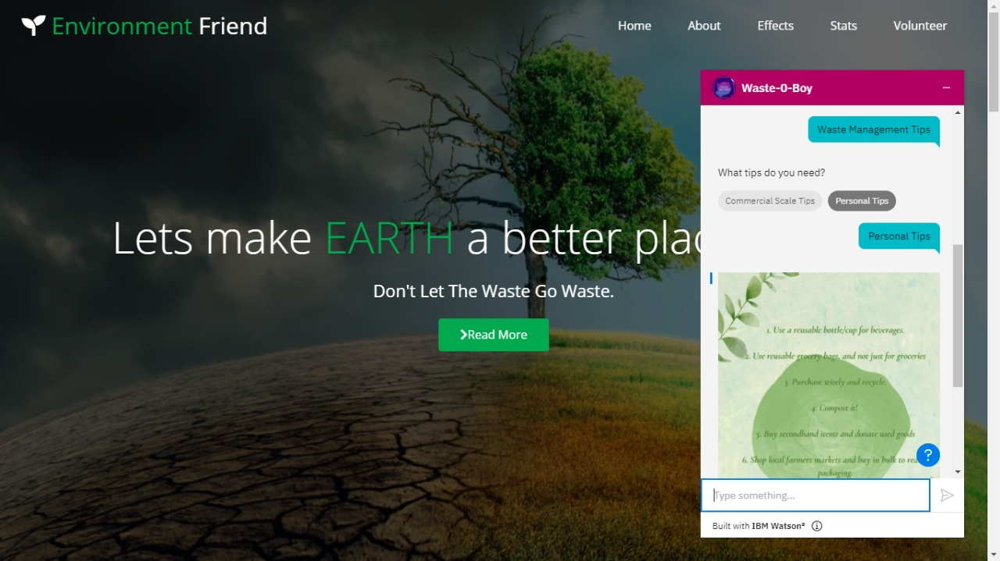 Environment Friend
Home About Effects Stats Volunteer
Lets make EARTH a better plac
Don't Let The Waste Go Waste.
Read More
Waste-O-Boy
Waste Management Tips
What tips do you need?
Commercial Scale Tips Personal Tips
Personal Tips
1. Use a reusable bottle/cup for beverages.
2. Use reusable grocery bags, and not just for groceries
3. Purchase wisely and recycle.
4. Compost it!
5. Buy secondhand items and donate used goods
6. Shop local farmers markets and buy in bulk to
packaging.
?
Type something...
Built with IBM Watson®